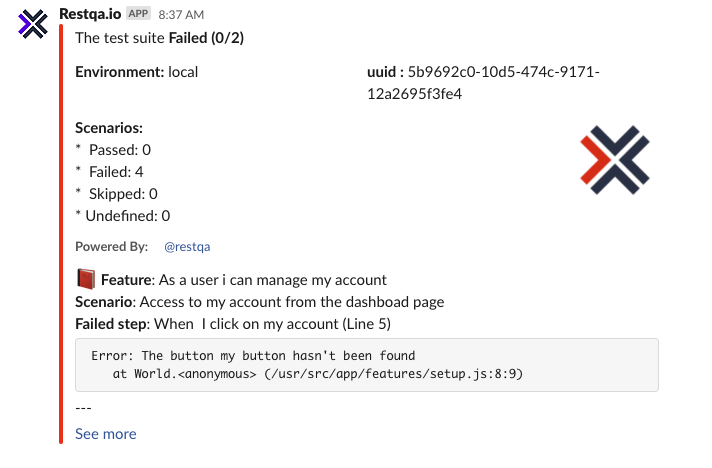 Restqa.io APP 8:37 AM
The test suite Failed (0/2)
Environment: local
uuid : 5b9692c0-10d5-474c-9171-
12a2695f3fe4
Scenarios:
* Passed: 0
* Failed: 4
* Skipped: 0
* Undefined: 0
Powered By: @restqa
Feature: As a user i can manage my account
Scenario: Access to my account from the dashboad page
Failed step: When I click on my account (Line 5)
Error: The button my button hasn't been found
at World.<anonymous> (/usr/src/app/features/setup.js:8:9)
---
See more